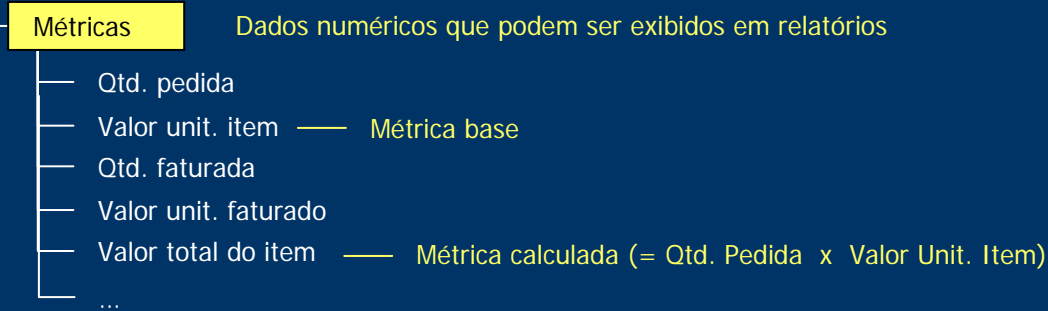 Métricas Dados numéricos que podem ser exibidos em relatórios
Qtd. pedida
Valor unit. item Métrica base
Qtd. faturada
Valor unit. faturado
Valor total do item Métrica calculada (= Qtd. Pedida x Valor Unit. Item)
...